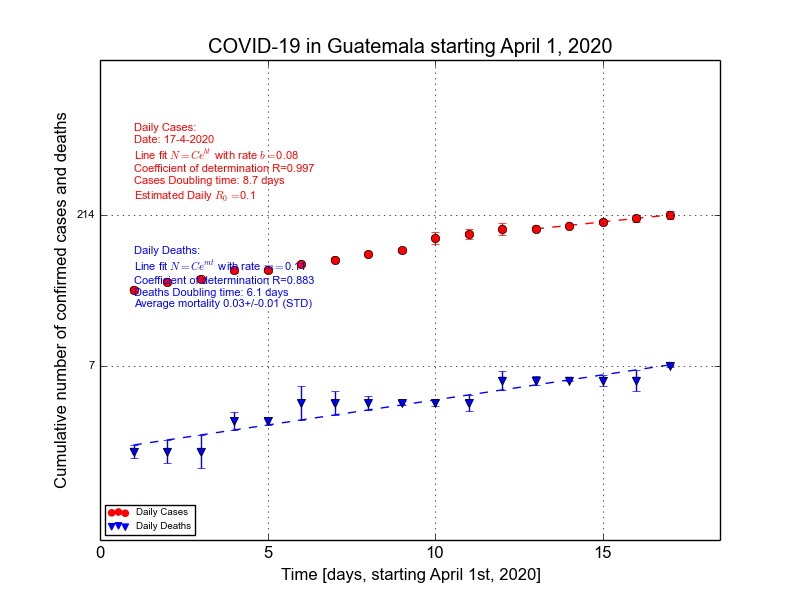 COVID-19 in Guatemala starting April 1, 2020
Cumulative number of confirmed cases and deaths
214
7
Daily Cases:
Date: 17-4-2020
Line fit N = Ce^{bt} with rate b =0.08
Coefficient of determination R=0.997
Cases Doubling time: 8.7 days
Estimated Daily R_0 =0.1
Daily Deaths:
Line fit N = Ce^{mt} with rate m =0.11
Coefficient of determination R=0.883
Deaths Doubling time: 6.1 days
Average mortality 0.03+/-0.01 (STD)
Daily Cases
Daily Deaths
0 5 10 15
Time [days, starting April 1st, 2020]